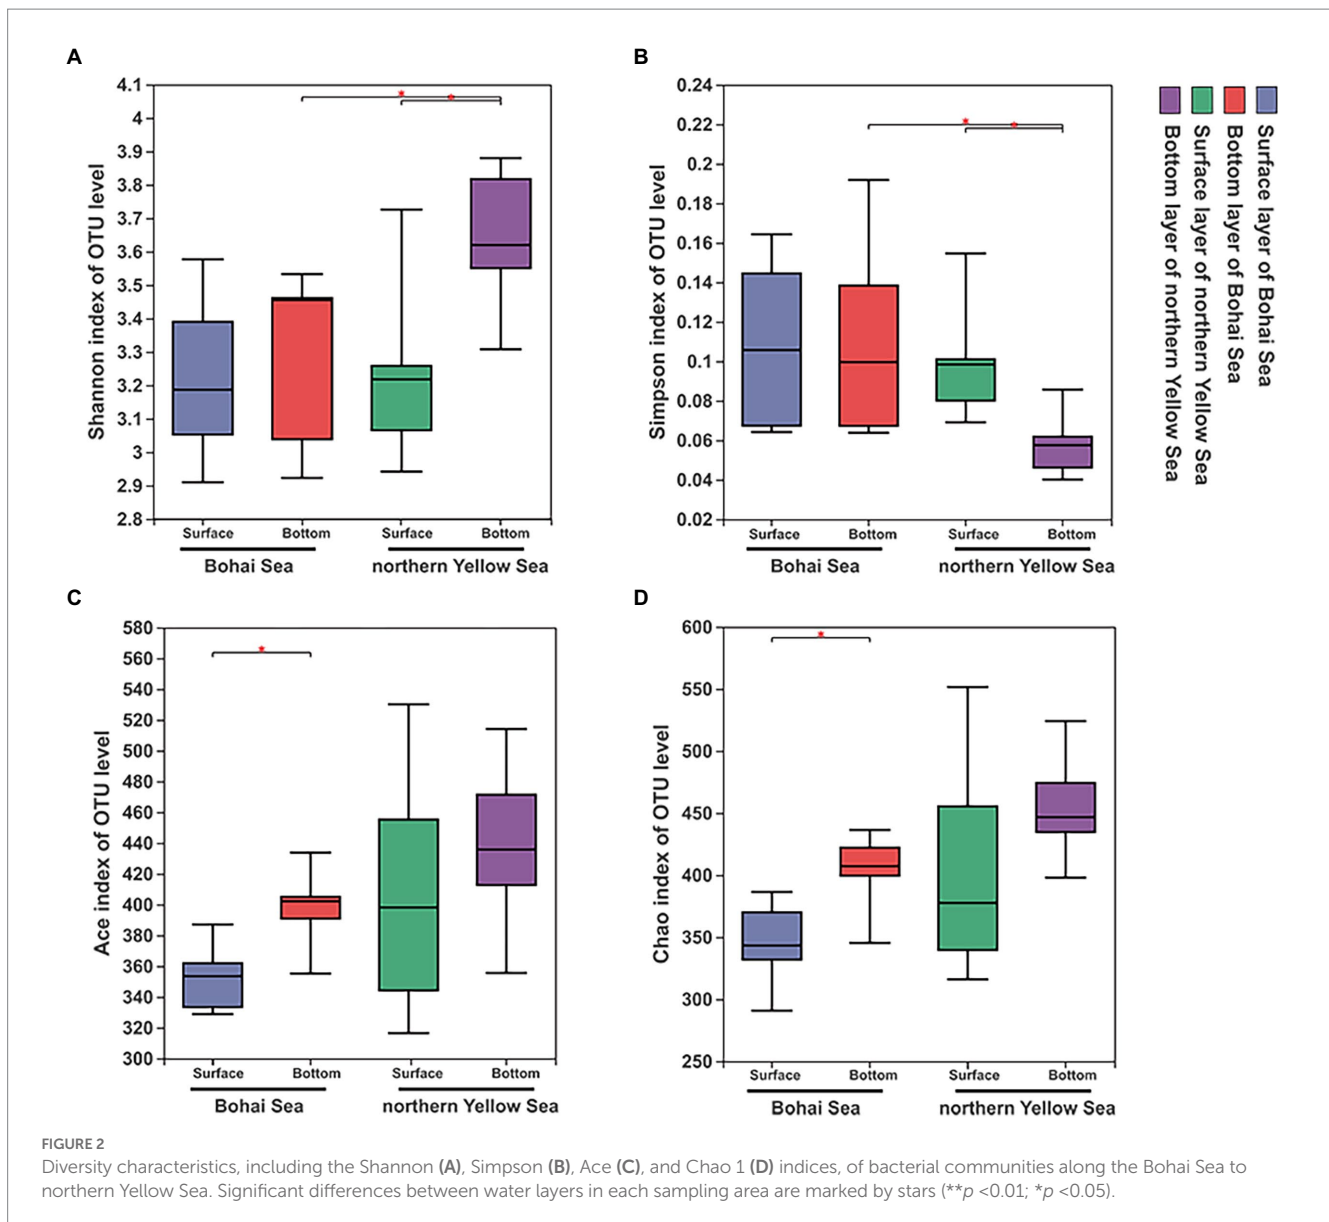 A
Shannon index of OTU level
4.1
4
3.9
3.8
3.7
3.6
3.5
3.4
3.3
3.2
3.1
3
2.9
2.8
*
*
Surface
Bottom
Surface
Bottom
Bohai Sea
northern Yellow Sea
B
Simpson index of OTU level
0.24
0.22
0.2
0.18
0.16
0.14
0.12
0.1
0.08
0.06
0.04
0.02
*
*
Surface
Bottom
Surface
Bottom
Bohai Sea
northern Yellow Sea
Surface layer of Bohai Sea
Bottom layer of Bohai Sea
Surface layer of northern Yellow Sea
Bottom layer of northern Yellow Sea
C
Ace index of OTU level
580
560
540
520
500
480
460
440
420
400
380
360
340
320
300
*
Surface
Bottom
Surface
Bottom
Bohai Sea
northern Yellow Sea
D
Chao index of OTU level
600
550
500
450
400
350
300
250
*
Surface
Bottom
Surface
Bottom
Bohai Sea
northern Yellow Sea
FIGURE 2
Diversity characteristics, including the Shannon (A), Simpson (B), Ace (C), and Chao 1 (D) indices, of bacterial communities along the Bohai Sea to
northern Yellow Sea. Significant differences between water layers in each sampling area are marked by stars (**p <0.01; *p <0.05).